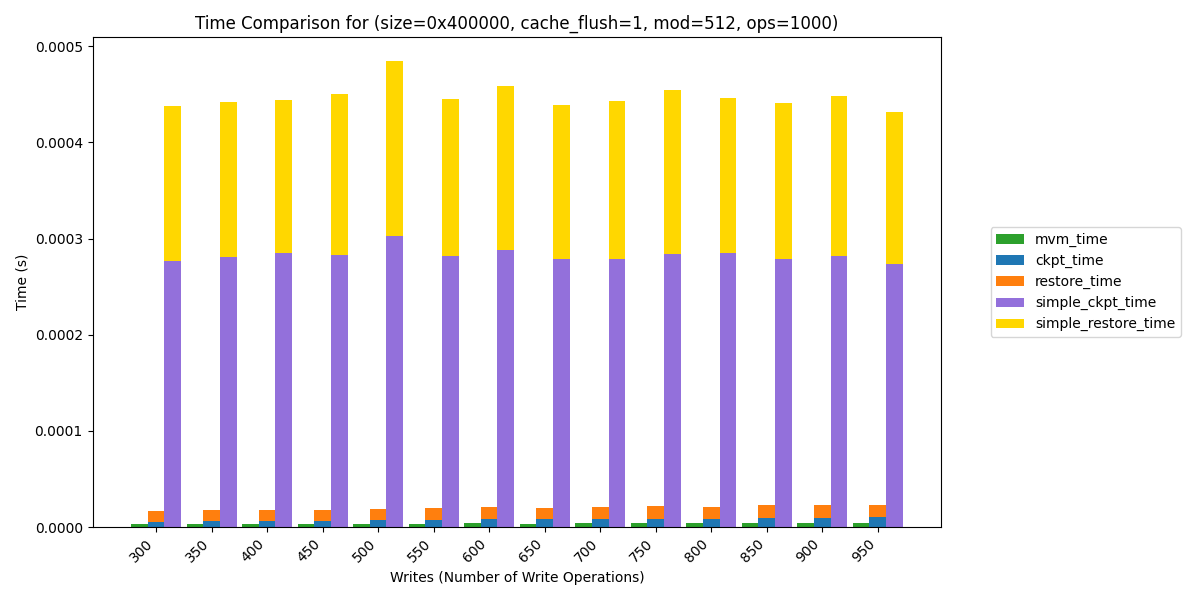 Time Comparison for (size=0x400000, cache_flush=1, mod=512, ops=1000)
Time (s)
0.0005
0.0004
0.0003
0.0002
0.0001
0.0000
300 350 400 450 500 550 600 650 700 750 800 850 900 950
Writes (Number of Write Operations)
mvm_time
ckpt_time
restore_time
simple_ckpt_time
simple_restore_time